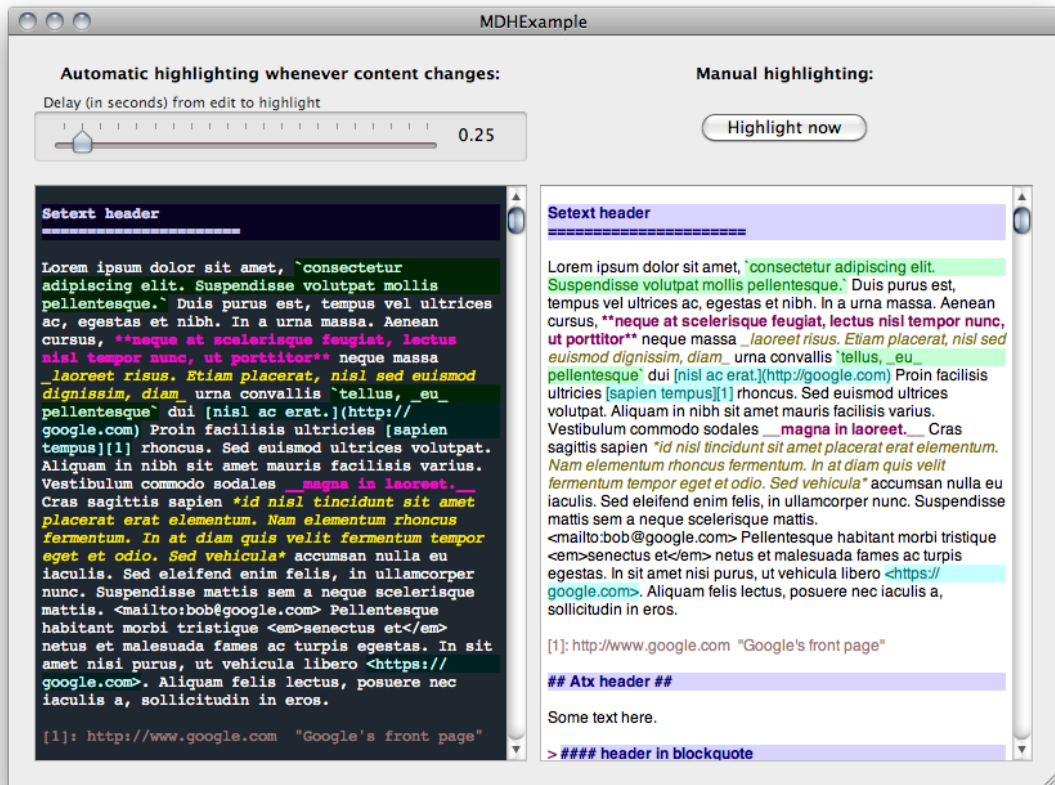 MDHExample
Automatic highlighting whenever content changes:
Delay (in seconds) from edit to highlight
0.25
Manual highlighting:
Highlight now
Setext header
======================
Lorem ipsum dolor sit amet, `consectetur
adipiscing elit. Suspendisse volutpat mollis
pellentesque.` Duis purus est, tempus vel ultrices
ac, egestas et nibh. In a urna massa. Aenean
cursus, **neque at scelerisque feugiat, lectus
nisl tempor nunc, ut porttitor** neque massa
_laoreet risus. Etiam placerat, nisl sed euismod
dignissim, diam_ urna convallis `tellus, _eu_
pellentesque` dui [nisl ac erat.](http://
google.com) Proin facilisis ultricies [sapien
tempus][1] rhoncus. Sed euismod ultrices volutpat.
Aliquam in nibh sit amet mauris facilisis varius.
Vestibulum commodo sodales __magna in laoreet.__
Cras sagittis sapien *id nisl tincidunt sit amet
placerat erat elementum. Nam elementum rhoncus
fermentum. In at diam quis velit fermentum tempor
eget et odio. Sed vehicula* accumsan nulla eu
iaculis. Sed eleifend enim felis, in ullamcorper
nunc. Suspendisse mattis sem a neque scelerisque
mattis. <mailto:bob@google.com> Pellentesque
habitant morbi tristique <em>senectus et</em>
netus et malesuada fames ac turpis egestas. In sit
amet nisi purus, ut vehicula libero <https://
google.com>. Aliquam felis lectus, posuere nec
iaculis a, sollicitudin in eros.
[1]: http://www.google.com  "Google's front page"
Setext header
======================
Lorem ipsum dolor sit amet, `consectetur adipiscing elit.
Suspendisse volutpat mollis pellentesque.` Duis purus est,
tempus vel ultrices ac, egestas et nibh. In a urna massa. Aenean
cursus, **neque at scelerisque feugiat, lectus nisl tempor nunc,
ut porttitor** neque massa _laoreet risus. Etiam placerat, nisl sed
euismod dignissim, diam_ urna convallis `tellus, _eu_
pellentesque` dui [nisl ac erat.](http://google.com) Proin facilisis
ultricies [sapien tempus][1] rhoncus. Sed euismod ultrices
volutpat. Aliquam in nibh sit amet mauris facilisis varius.
Vestibulum commodo sodales __magna in laoreet.__ Cras
sagittis sapien *id nisl tincidunt sit amet placerat erat elementum.
Nam elementum rhoncus fermentum. In at diam quis velit
fermentum tempor eget et odio. Sed vehicula* accumsan nulla eu
iaculis. Sed eleifend enim felis, in ullamcorper nunc. Suspendisse
mattis sem a neque scelerisque mattis.
<mailto:bob@google.com> Pellentesque habitant morbi tristique
<em>senectus et</em> netus et malesuada fames ac turpis
egestas. In sit amet nisi purus, ut vehicula libero <https://
google.com>. Aliquam felis lectus, posuere nec iaculis a,
sollicitudin in eros.
[1]: http://www.google.com  "Google's front page"
## Atx header ##
Some text here.
> #### header in blockquote